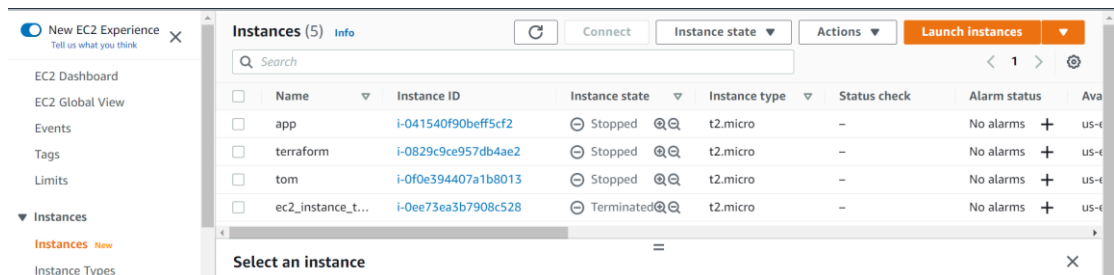 New EC2 Experience
Tell us what you think
EC2 Dashboard
EC2 Global View
Events
Tags
Limits
Instances
Instances New
Instance Types
Instances (5) Info
Connect
Instance state
Actions
Launch instances
Search
1
Name Instance ID Instance state Instance type Status check Alarm status Ava
app i-041540f90beff5cf2 Stopped t2.micro – No alarms + us-e
terraform i-0829c9ce957db4ae2 Stopped t2.micro – No alarms + us-e
tom i-0f0e394407a1b8013 Stopped t2.micro – No alarms + us-e
ec2_instance_t... i-0ee73ea3b7908c528 Terminated t2.micro – No alarms + us-e
Select an instance